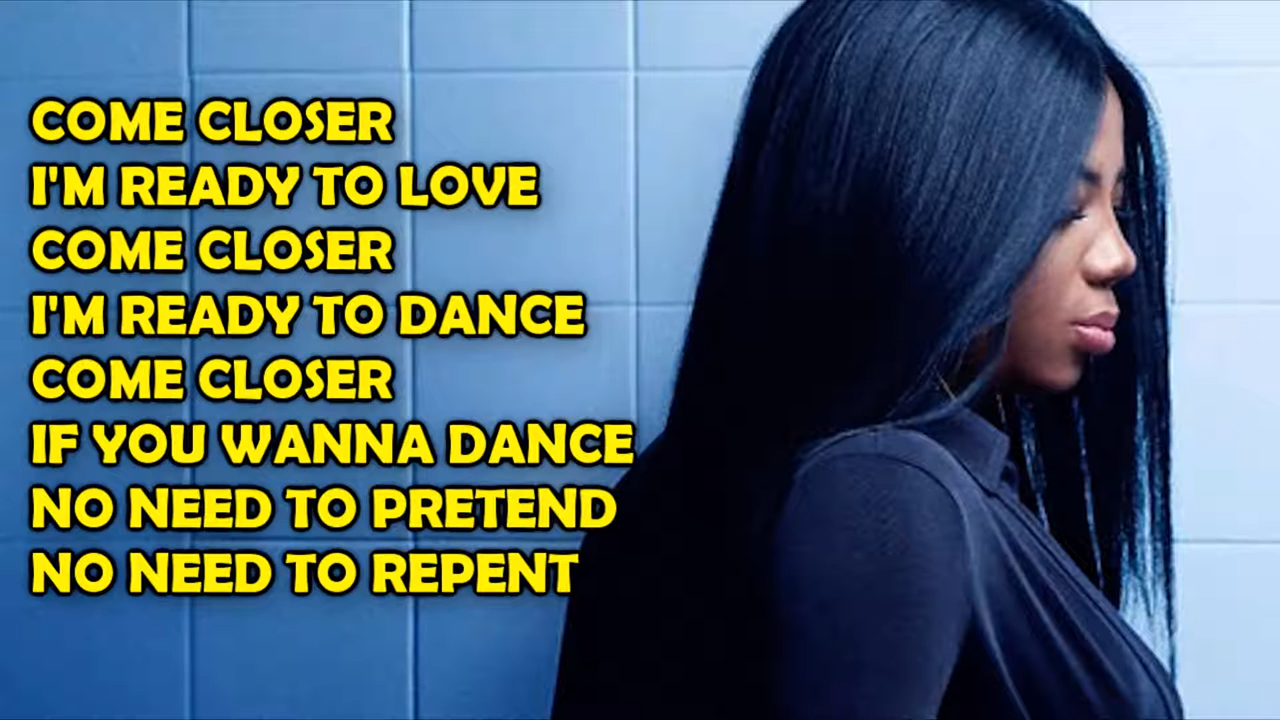 COME CLOSER
I'M READY TO LOVE
COME CLOSER
I'M READY TO DANCE
COME CLOSER
IF YOU WANNA DANCE
NO NEED TO PRETEND
NO NEED TO REPENT